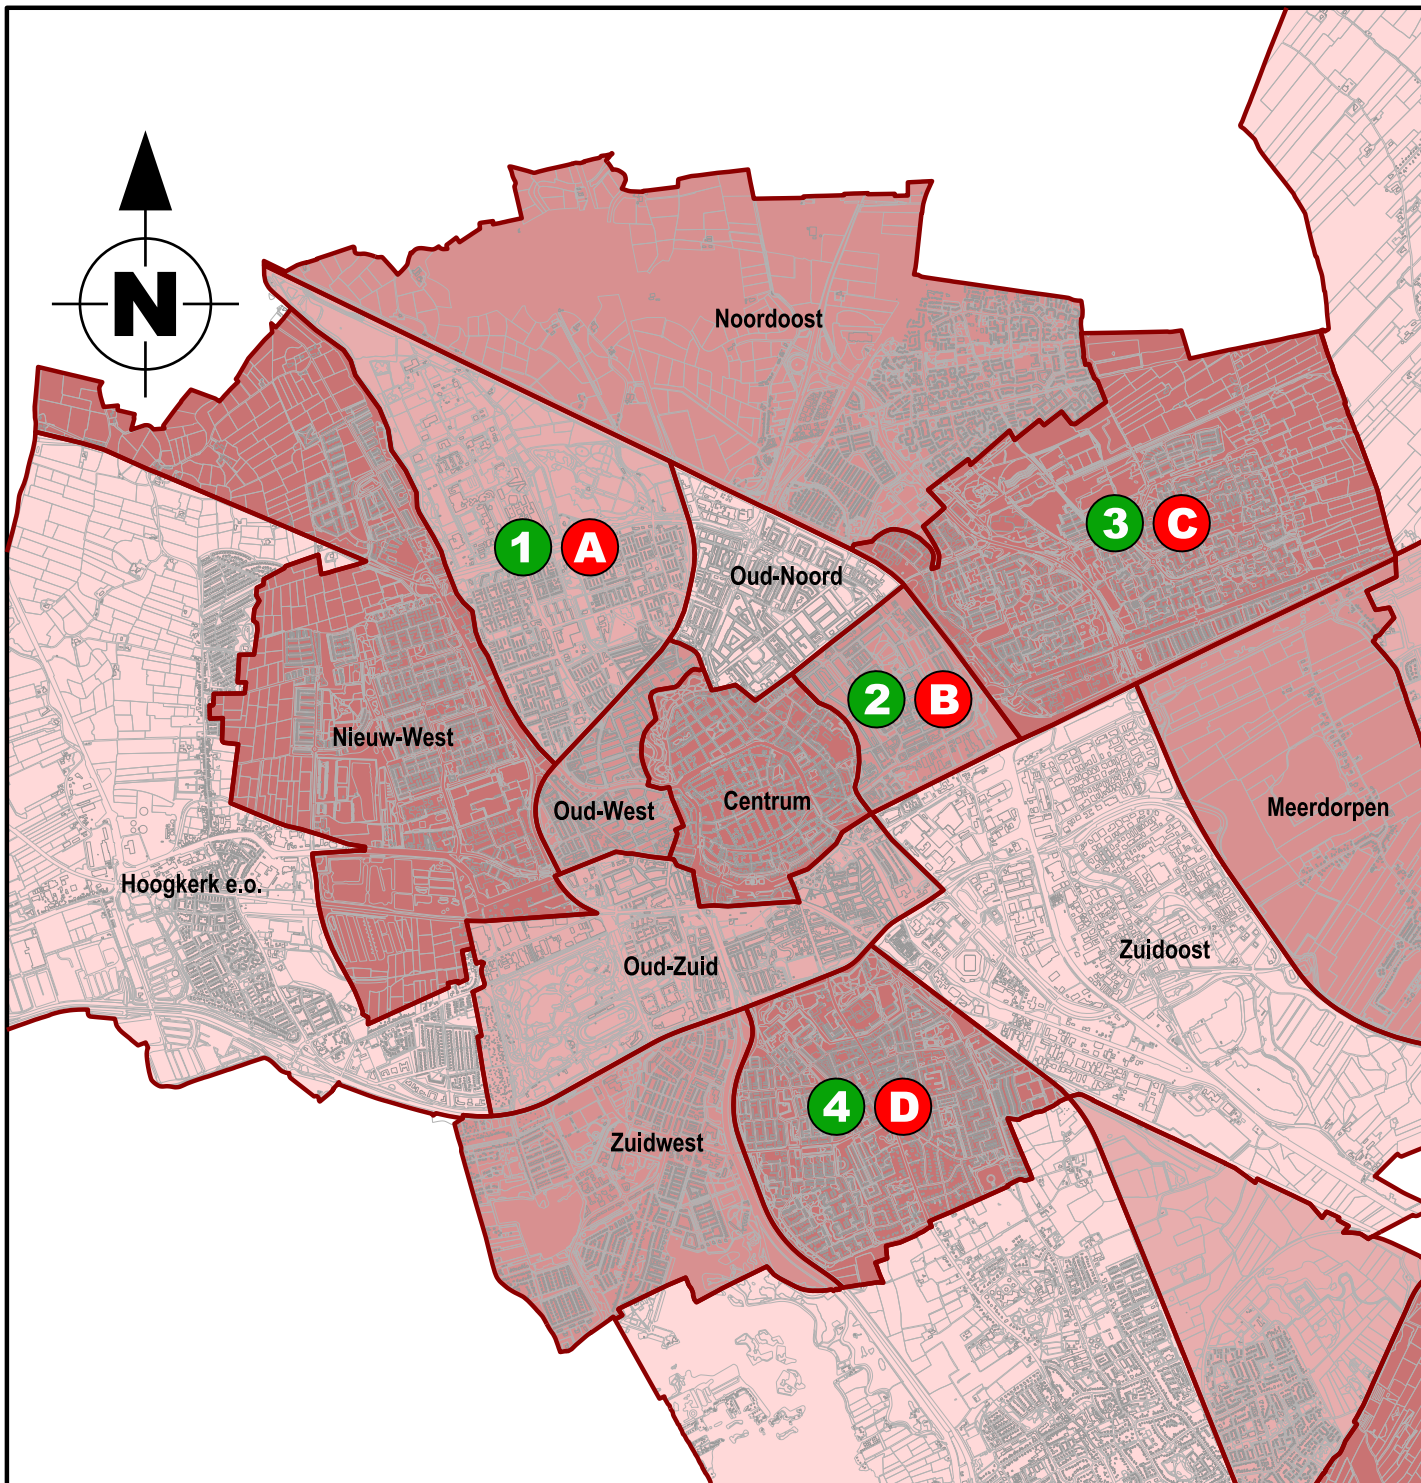 N
Noordoost
3 C
1 A
Oud-Noord
2 B
Nieuw-West
Centrum
Oud-West
Meerdorpen
Hoogkerk e.o.
Zuidoost
Oud-Zuid
4 D
Zuidwest